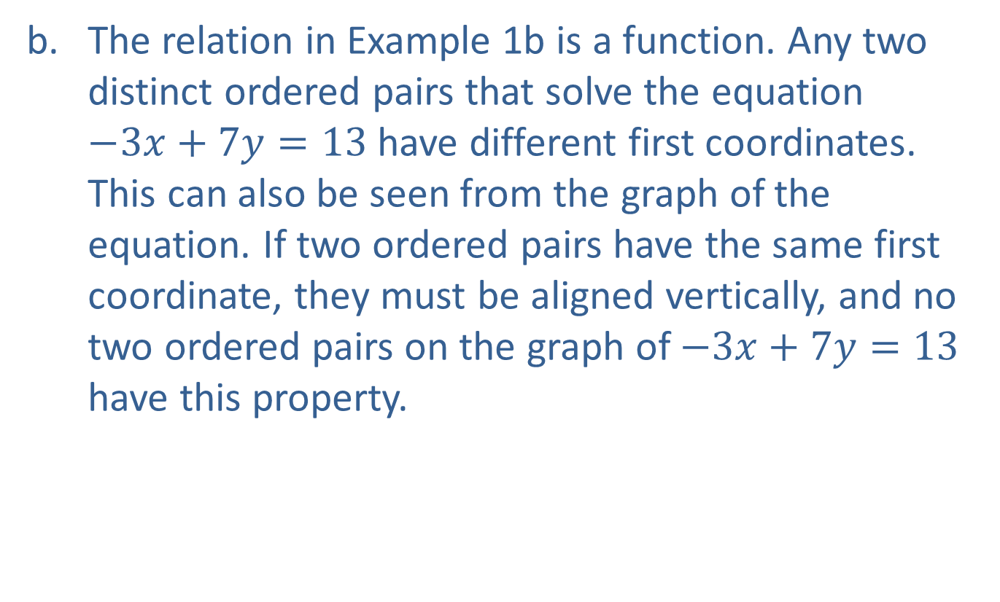 b. The relation in Example 1b is a function. Any two
distinct ordered pairs that solve the equation
−3x + 7y = 13 have different first coordinates.
This can also be seen from the graph of the
equation. If two ordered pairs have the same first
coordinate, they must be aligned vertically, and no
two ordered pairs on the graph of −3x + 7y = 13
have this property.